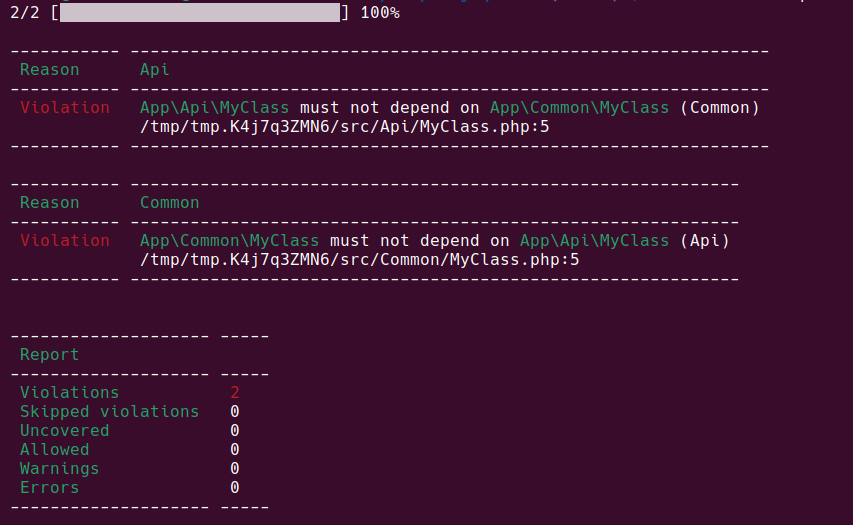 2/2 [] 100%
----------- ----------------------------------------------------------------
Reason Api
----------- ----------------------------------------------------------------
Violation App\Api\MyClass must not depend on App\Common\MyClass (Common)
/tmp/tmp.K4j7q3ZMN6/src/Api/MyClass.php:5
----------- ----------------------------------------------------------------
----------- -------------------------------------------------------------
Reason Common
----------- -------------------------------------------------------------
Violation App\Common\MyClass must not depend on App\Api\MyClass (Api)
/tmp/tmp.K4j7q3ZMN6/src/Common/MyClass.php:5
----------- -------------------------------------------------------------
-------------------- -----
Report
-------------------- -----
Violations 2
Skipped violations 0
Uncovered 0
Allowed 0
Warnings 0
Errors 0
-------------------- -----